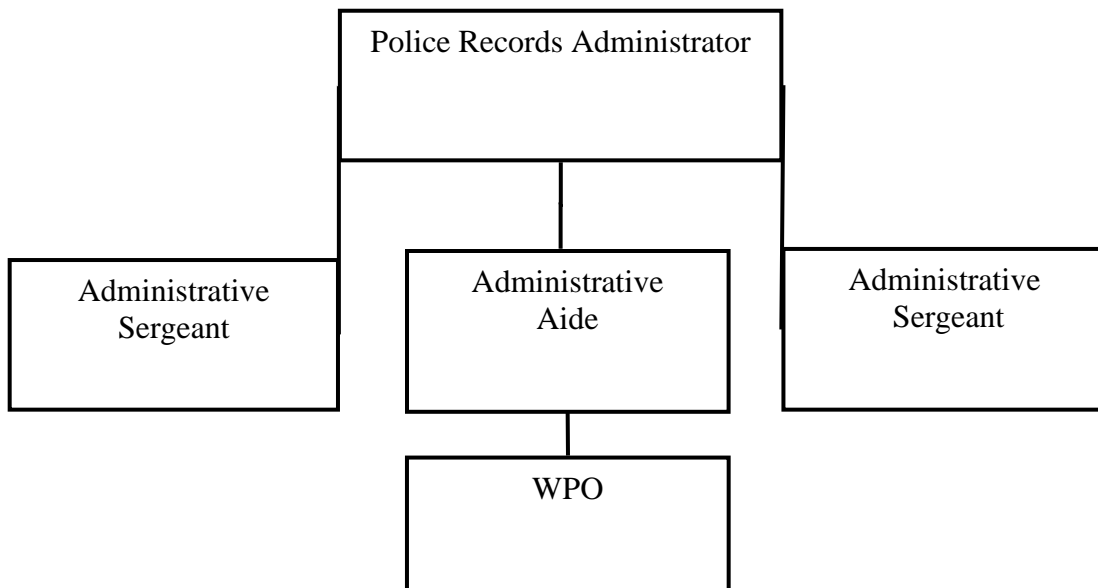 Police Records Administrator
Administrative
Sergeant
Administrative
Aide
Administrative
Sergeant
WPO